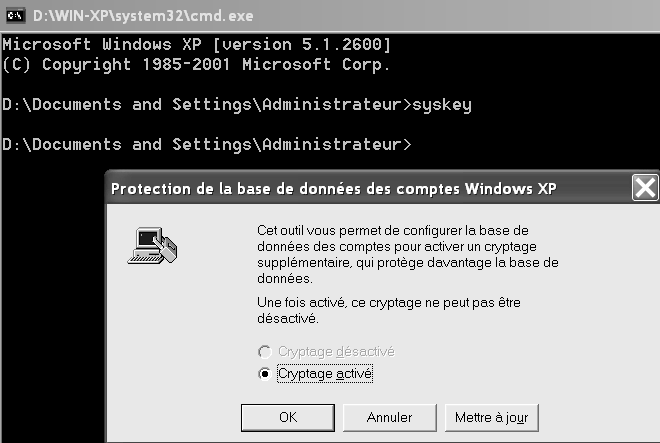 D:\WIN-XP\system32\cmd.exe
Microsoft Windows XP [version 5.1.2600]
(C) Copyright 1985-2001 Microsoft Corp.
D:\Documents and Settings\Administrateur>syskey
D:\Documents and Settings\Administrateur>
Protection de la base de données des comptes Windows XP
Cet outil vous permet de configurer la base de
données des comptes pour activer un cryptage
supplémentaire, qui protège davantage la base de
données.
Une fois activé, ce cryptage ne peut pas être
désactivé.
Cryptage désactivé
Cryptage activé
OK Annuler Mettre à jour